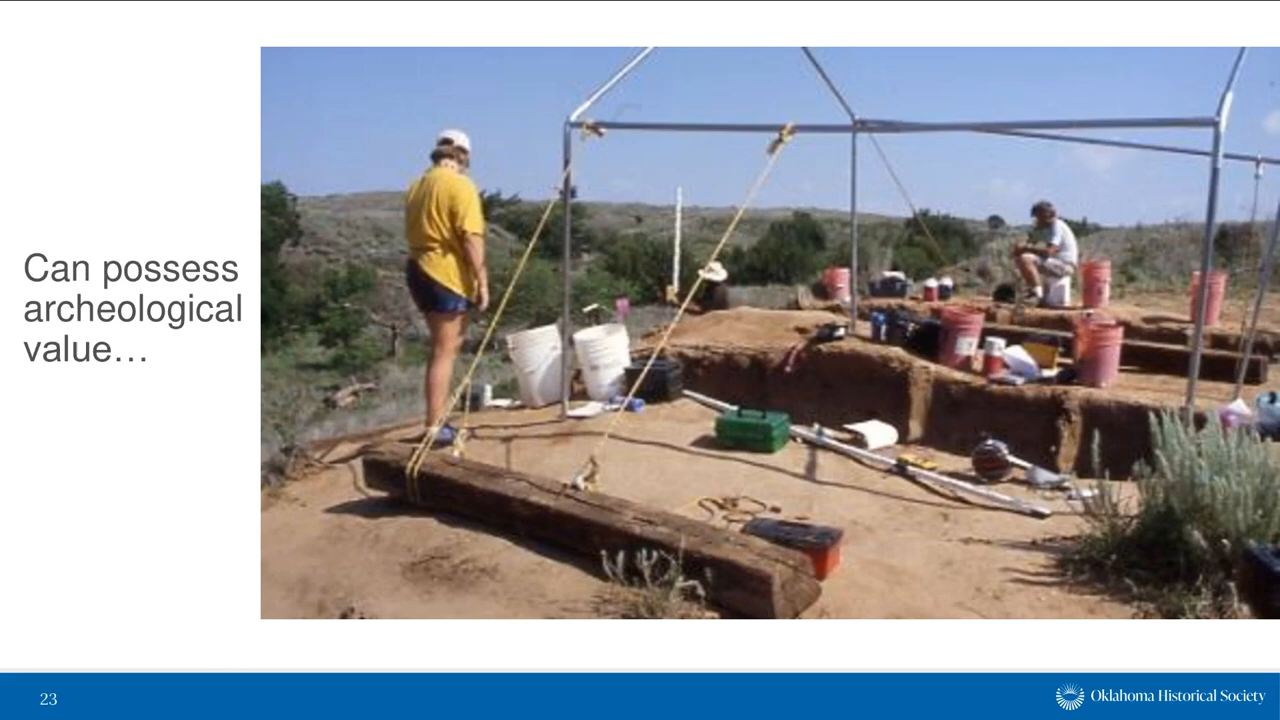 Can possess
archeological
value…
23
Oklahoma Historical Society